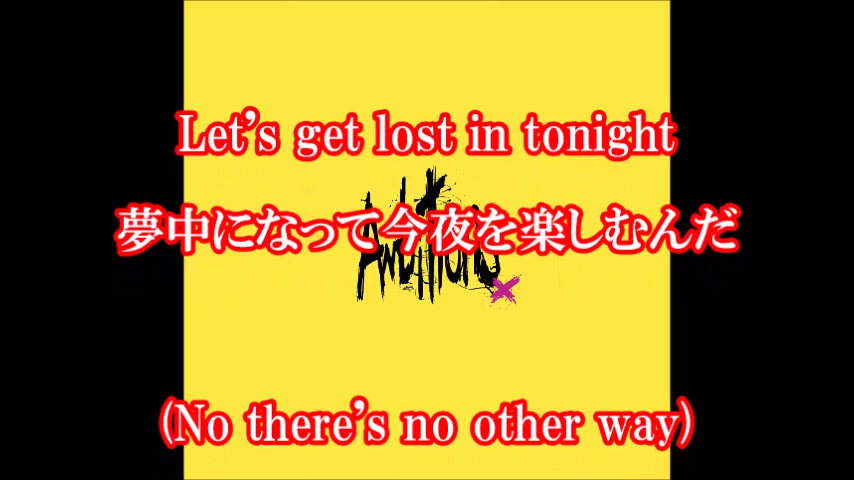 Let's get lost in tonight
夢中になって今夜を楽しむんだ
Ambitions
(No there's no other way)